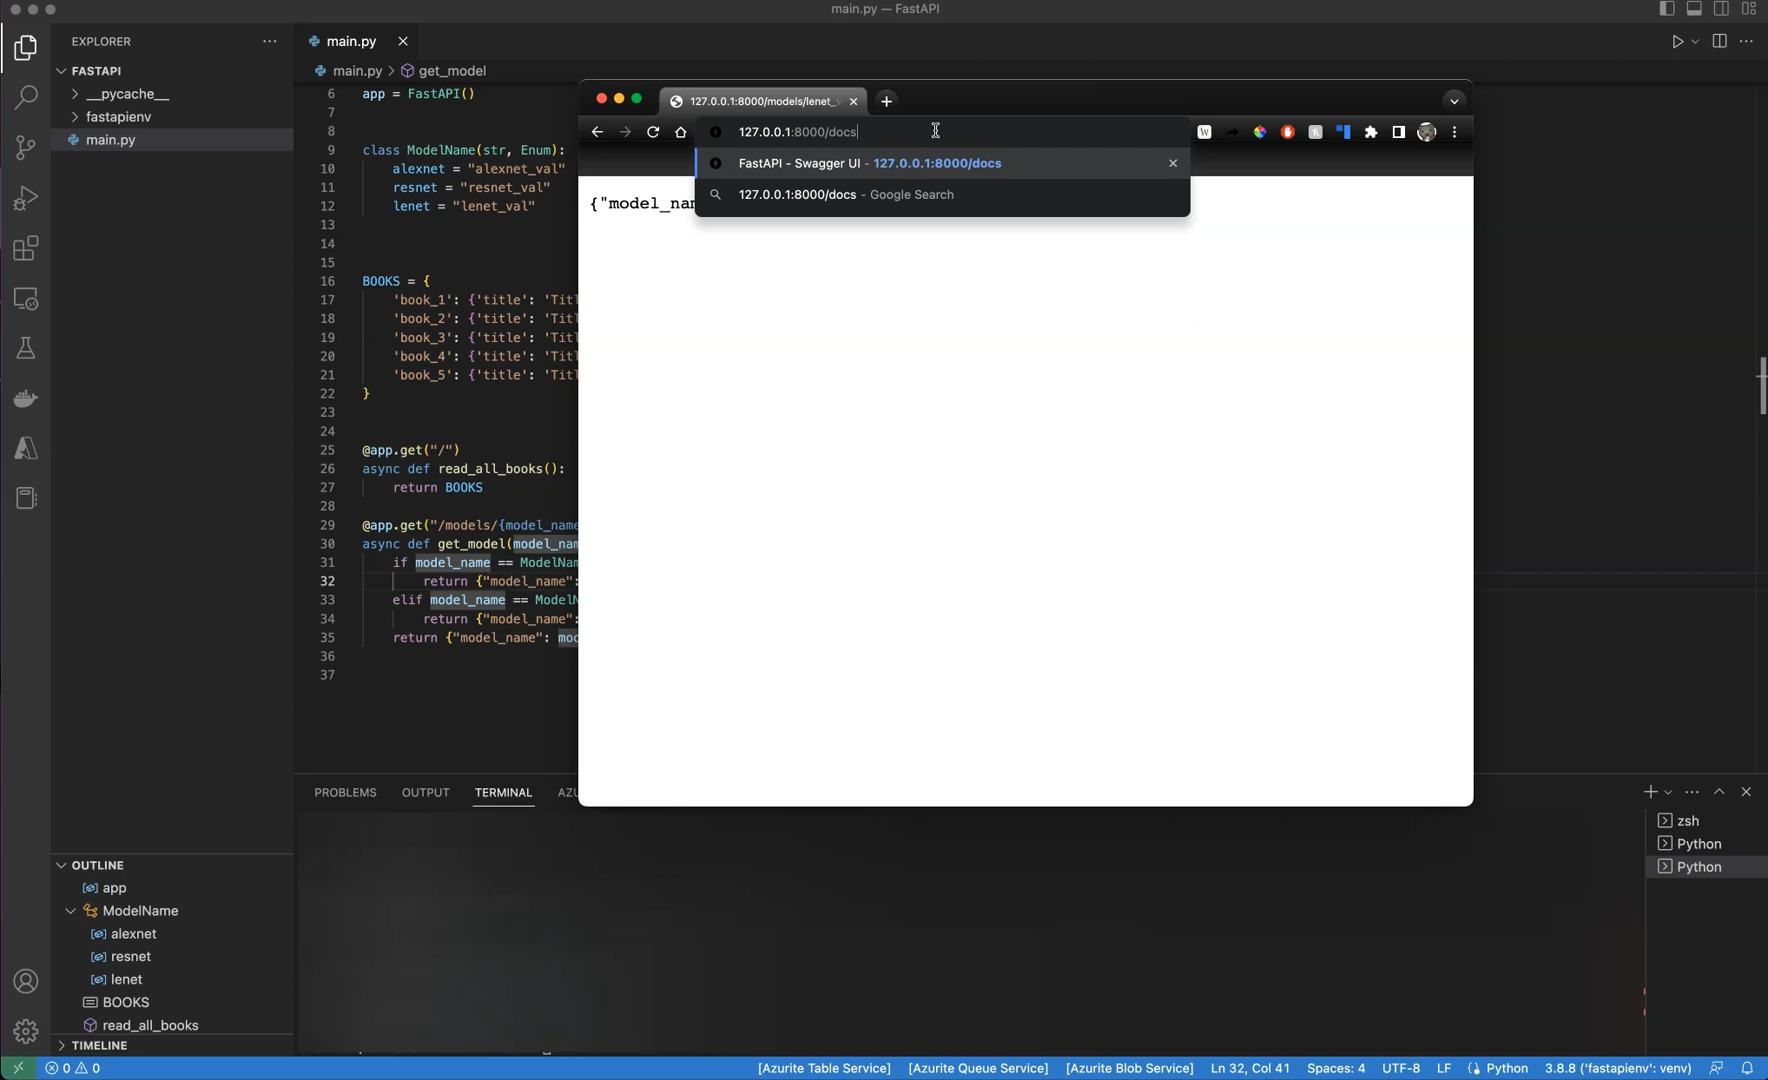 main.py — FastAPI
EXPLORER
main.py
FASTAPI
main.py > get_model
__pycache__
fastapienv
main.py
6 app = FastAPI()
7
8
9 class ModelName(str, Enum):
10 alexnet = "alexnet_val"
11 resnet = "resnet_val"
12 lenet = "lenet_val"
13
14
15
16 BOOKS = {
17 'book_1': {'title': 'Titl
18 'book_2': {'title': 'Titl
19 'book_3': {'title': 'Titl
20 'book_4': {'title': 'Titl
21 'book_5': {'title': 'Titl
22 }
23
24
25 @app.get("/")
26 async def read_all_books():
27 return BOOKS
28
29 @app.get("/models/{model_name
30 async def get_model(model_nam
31 if model_name == ModelNam
32 return {"model_name":
33 elif model_name == ModelN
34 return {"model_name":
35 return {"model_name": mod
36
37
127.0.0.1:8000/models/lenet_v
127.0.0.1:8000/docs
W
FastAPI - Swagger UI - 127.0.0.1:8000/docs
127.0.0.1:8000/docs - Google Search
{"model_nam
PROBLEMS OUTPUT TERMINAL AZU
zsh
Python
Python
OUTLINE
app
ModelName
alexnet
resnet
lenet
BOOKS
read_all_books
TIMELINE
0 0 [Azurite Table Service] [Azurite Queue Service] [Azurite Blob Service] Ln 32, Col 41 Spaces: 4 UTF-8 LF Python 3.8.8 ('fastapienv': venv)